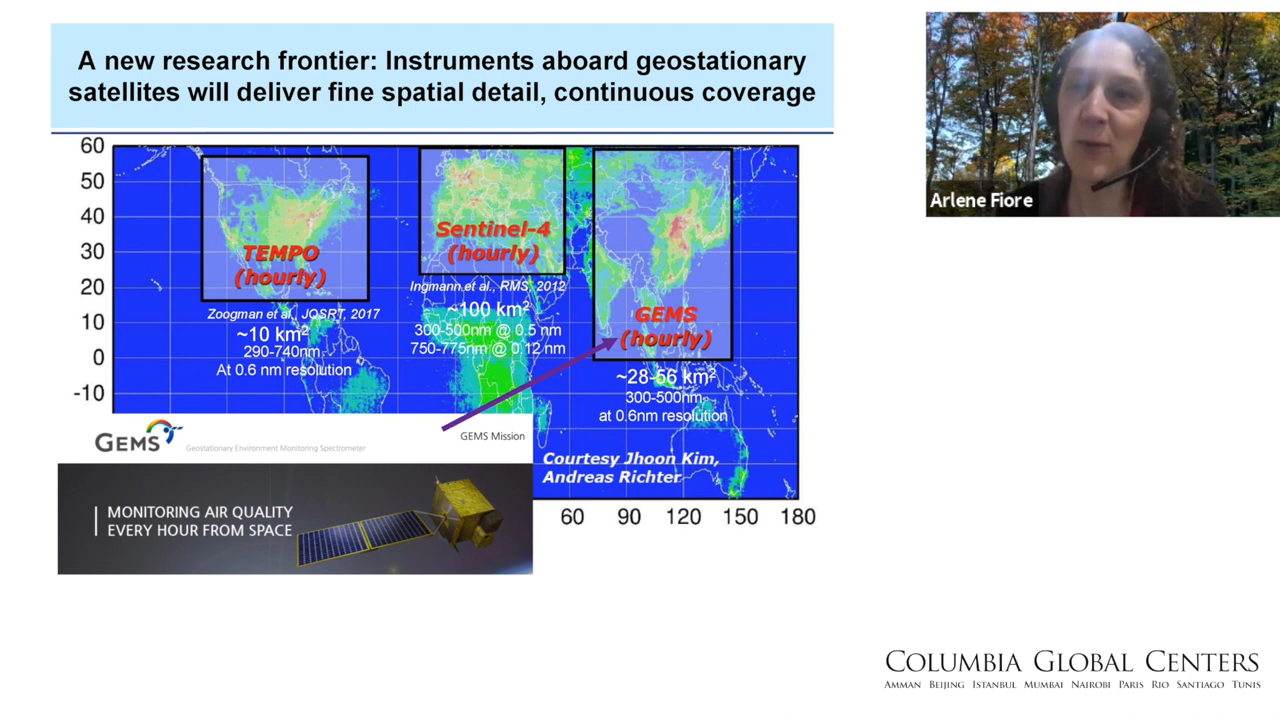 A new research frontier: Instruments aboard geostationary
satellites will deliver fine spatial detail, continuous coverage
Arlene Fiore
60
50
40
30
20
10
0
-10
TEMPO
(hourly)
Zoogman et al., JQSRT, 2017
~10 km²
290-740nm
At 0.6 nm resolution
Sentinel-4
(hourly)
Ingmann et al., RMS, 2012
~100 km²
300-500nm @ 0.5 nm
750-775nm @ 0.12 nm
GEMS
(hourly)
~28-56 km²
300-500nm
at 0.6nm resolution
GEMS
Geostationary Environment Monitoring Spectrometer
GEMS Mission
Courtesy Jhoon Kim,
Andreas Richter
MONITORING AIR QUALITY
EVERY HOUR FROM SPACE
60 90 120 150 180
COLUMBIA GLOBAL CENTERS
AMMAN BEIJING ISTANBUL MUMBAI NAIROBI PARIS RIO SANTIAGO TUNIS